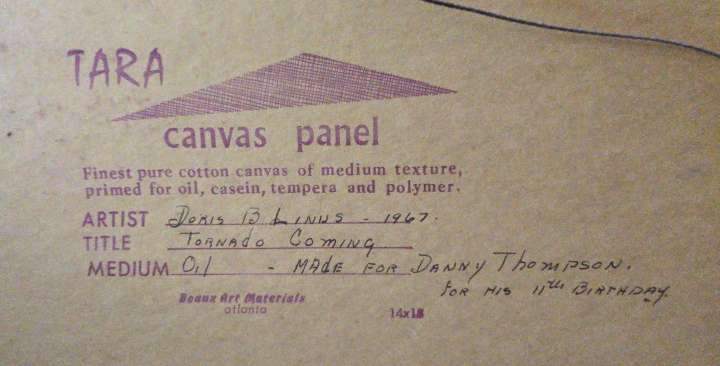 TARA
canvas panel
Finest pure cotton canvas of medium texture,
primed for oil, casein, tempera and polymer.
ARTIST Doris B Linus - 1967.
TITLE Tornado Coming
MEDIUM Oil - Made for Danny Thompson.
for his 11th Birthday.
Beaux Art Materials
atlanta
14x18